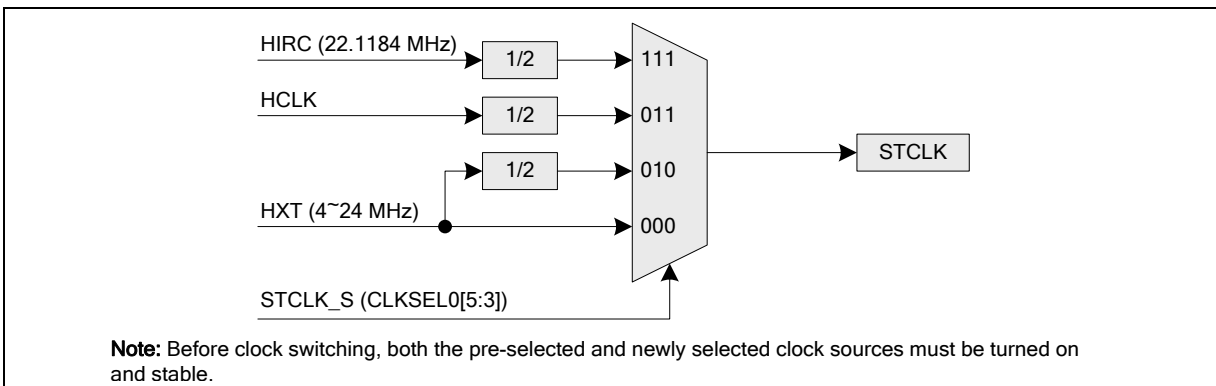 HIRC (22.1184 MHz)
1/2
111
HCLK
1/2
011
1/2
010
STCLK
HXT (4~24 MHz)
000
STCLK_S (CLKSEL0[5:3])
Note: Before clock switching, both the pre-selected and newly selected clock sources must be turned on
and stable.